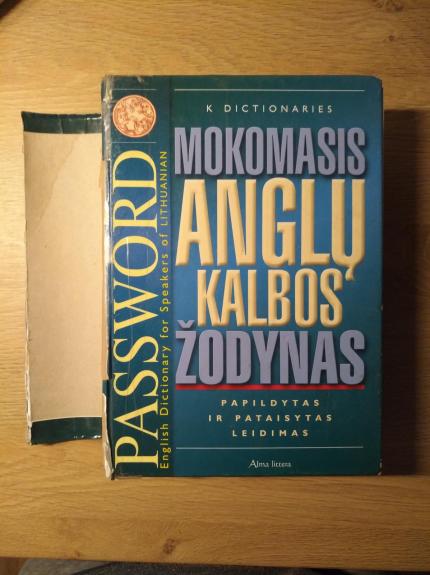 PASSWORD
English Dictionary for Speakers of LITHUANIAN
K DICTIONARIES
MOKOMASIS
ANGLŲ
KALBOS
ŽODYNAS
PAPILDYTAS
IR PATAISYTAS
LEIDIMAS
Alma littera